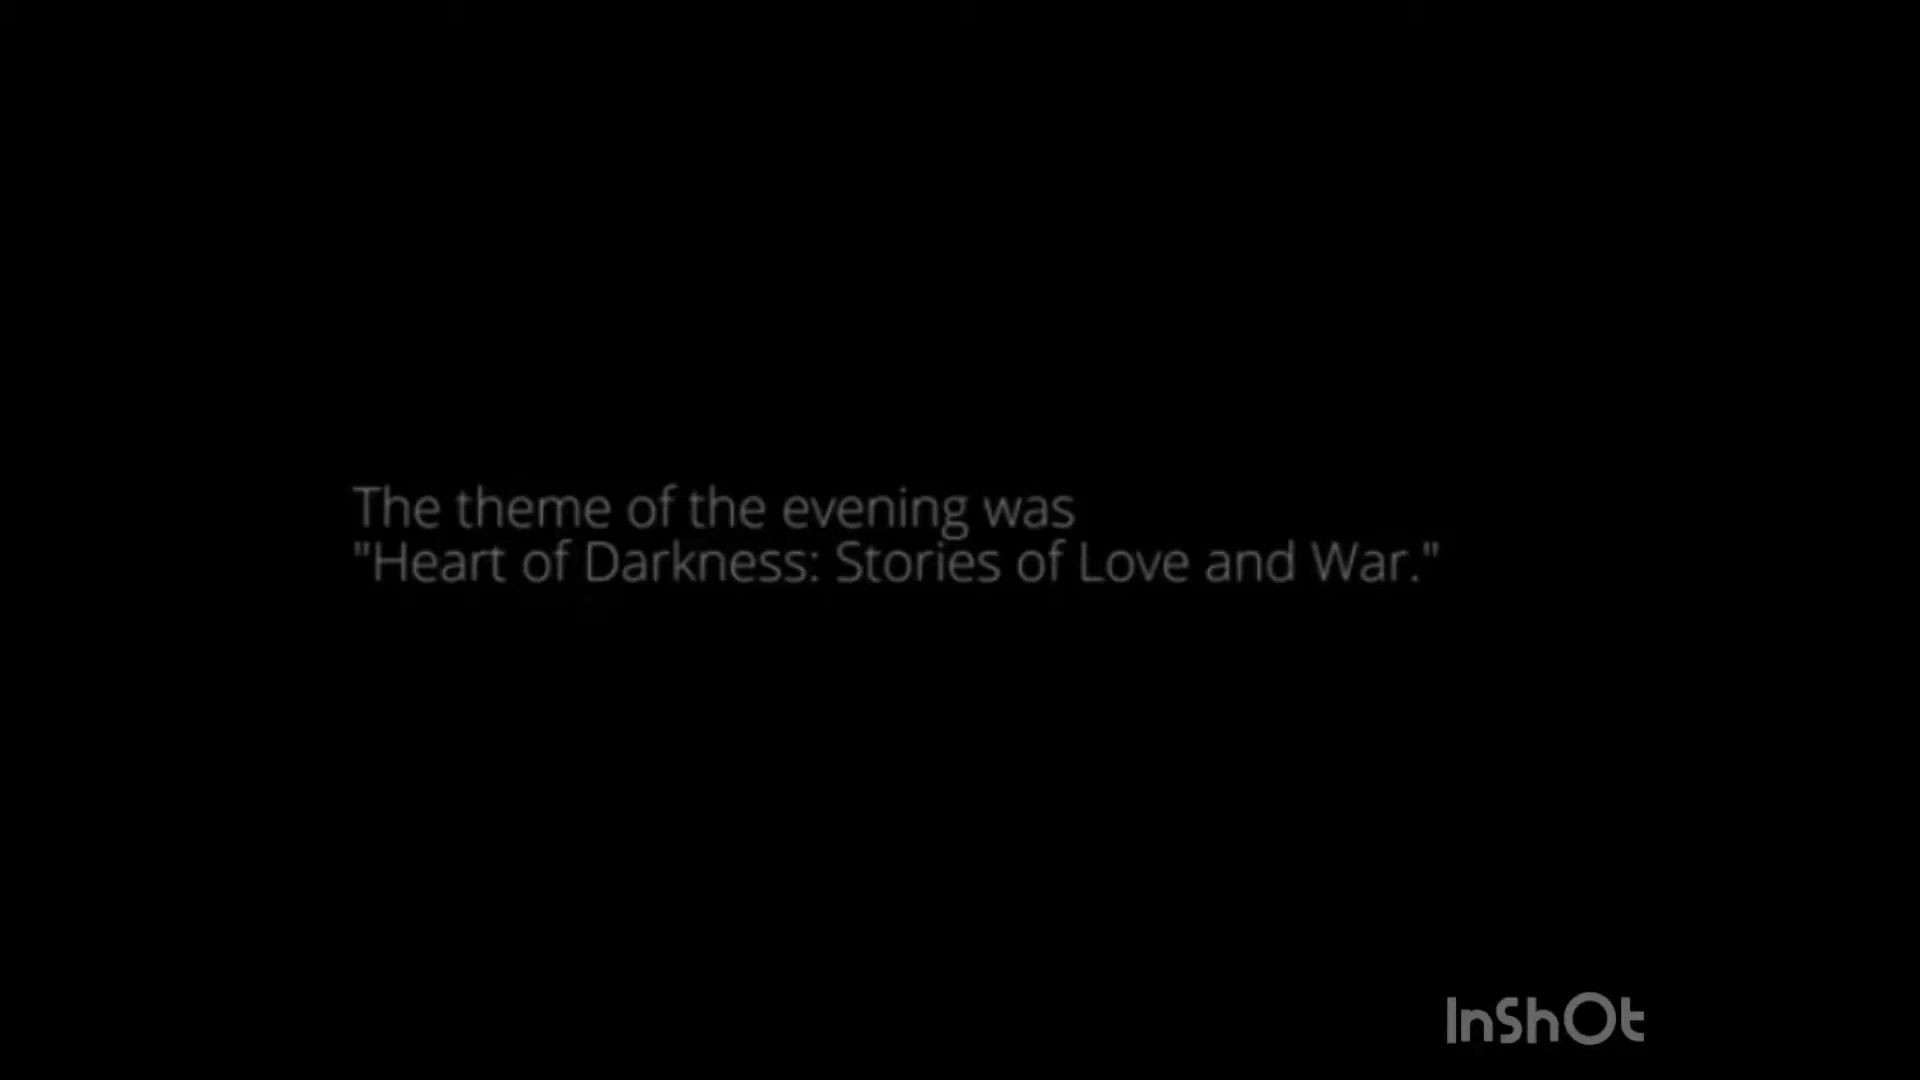 The theme of the evening was
"Heart of Darkness: Stories of Love and War."
InShOt